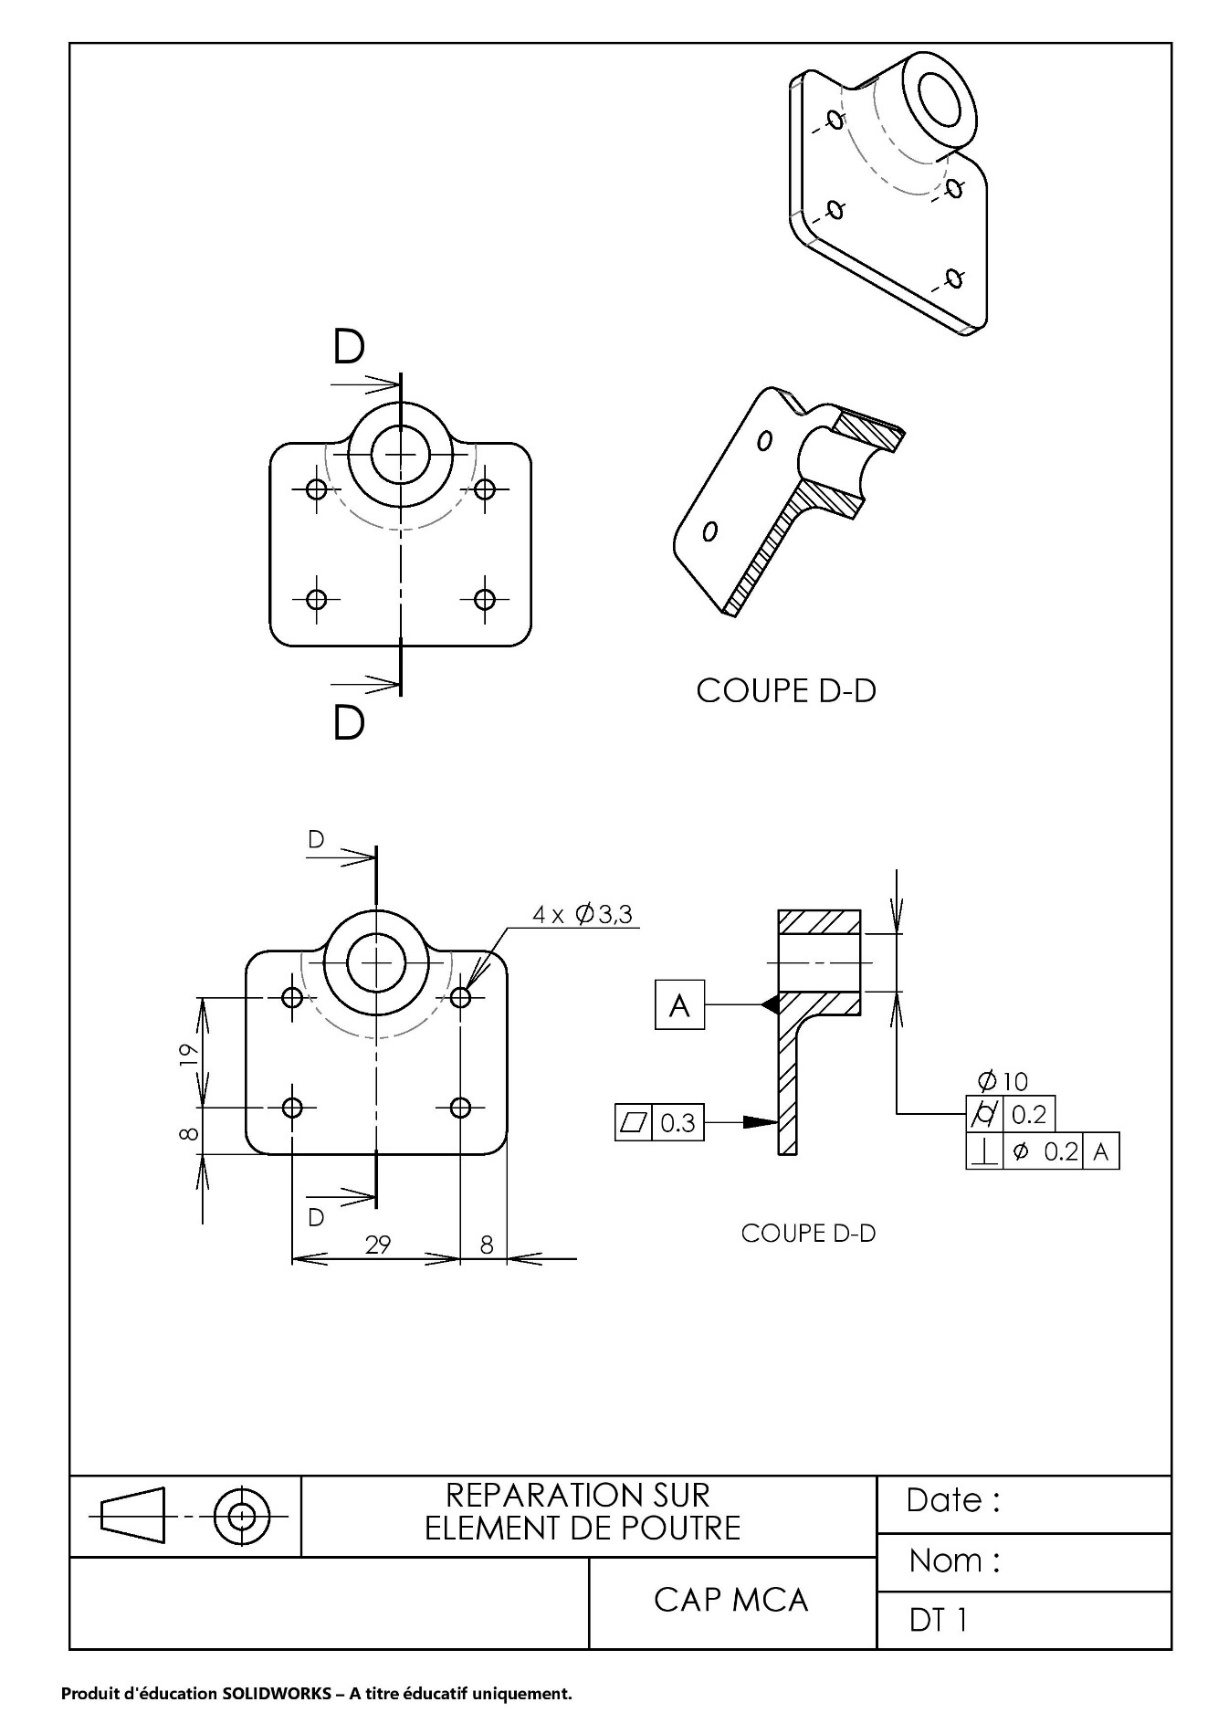 D
D
COUPE D-D
D
4 x Ø3,3
A
19
8
0.3
Ø10
0.2
Ø 0.2 A
D
29
8
COUPE D-D
REPARATION SUR
ELEMENT DE POUTRE
CAP MCA
Date :
Nom :
DT 1
Produit d'éducation SOLIDWORKS – A titre éducatif uniquement.